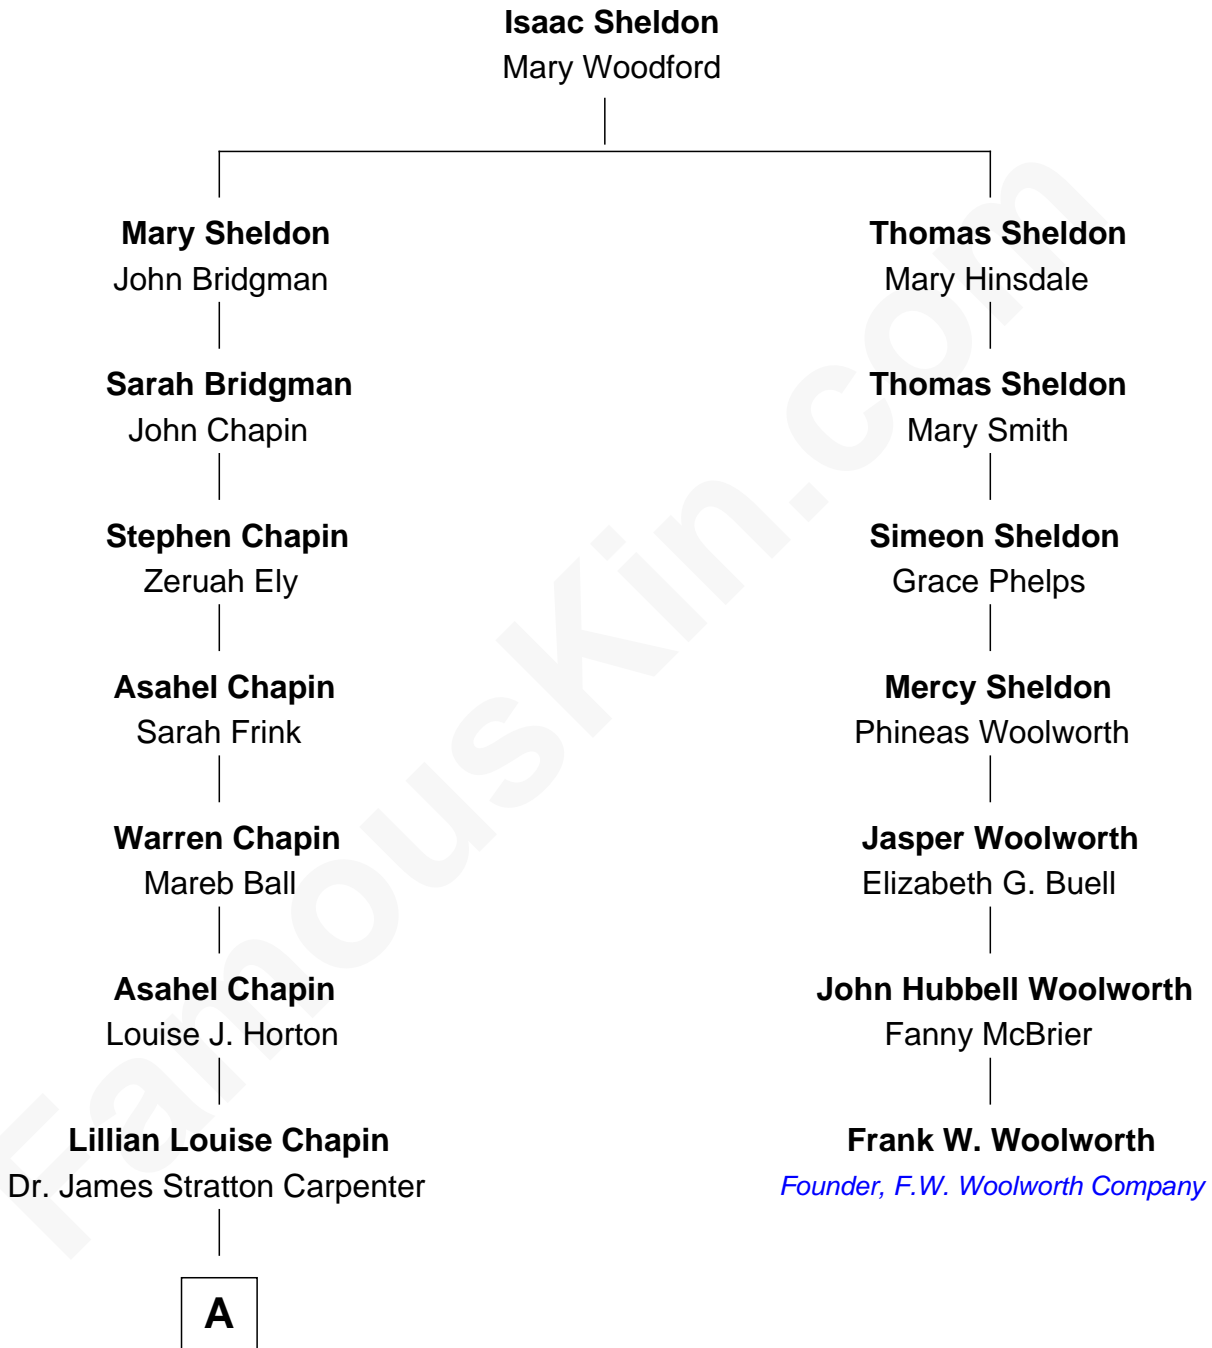 Isaac Sheldon
Mary Woodford
Mary Sheldon
John Bridgman
Thomas Sheldon
Mary Hinsdale
Sarah Bridgman
John Chapin
Thomas Sheldon
Mary Smith
Stephen Chapin
Zeruah Ely
Simeon Sheldon
Grace Phelps
Asahel Chapin
Sarah Frink
Mercy Sheldon
Phineas Woolworth
Warren Chapin
Mareb Ball
Jasper Woolworth
Elizabeth G. Buell
Asahel Chapin
Louise J. Horton
John Hubbell Woolworth
Fanny McBrier
Lillian Louise Chapin
Dr. James Stratton Carpenter
Frank W. Woolworth
Founder, F.W. Woolworth Company
A
FamousKin.com